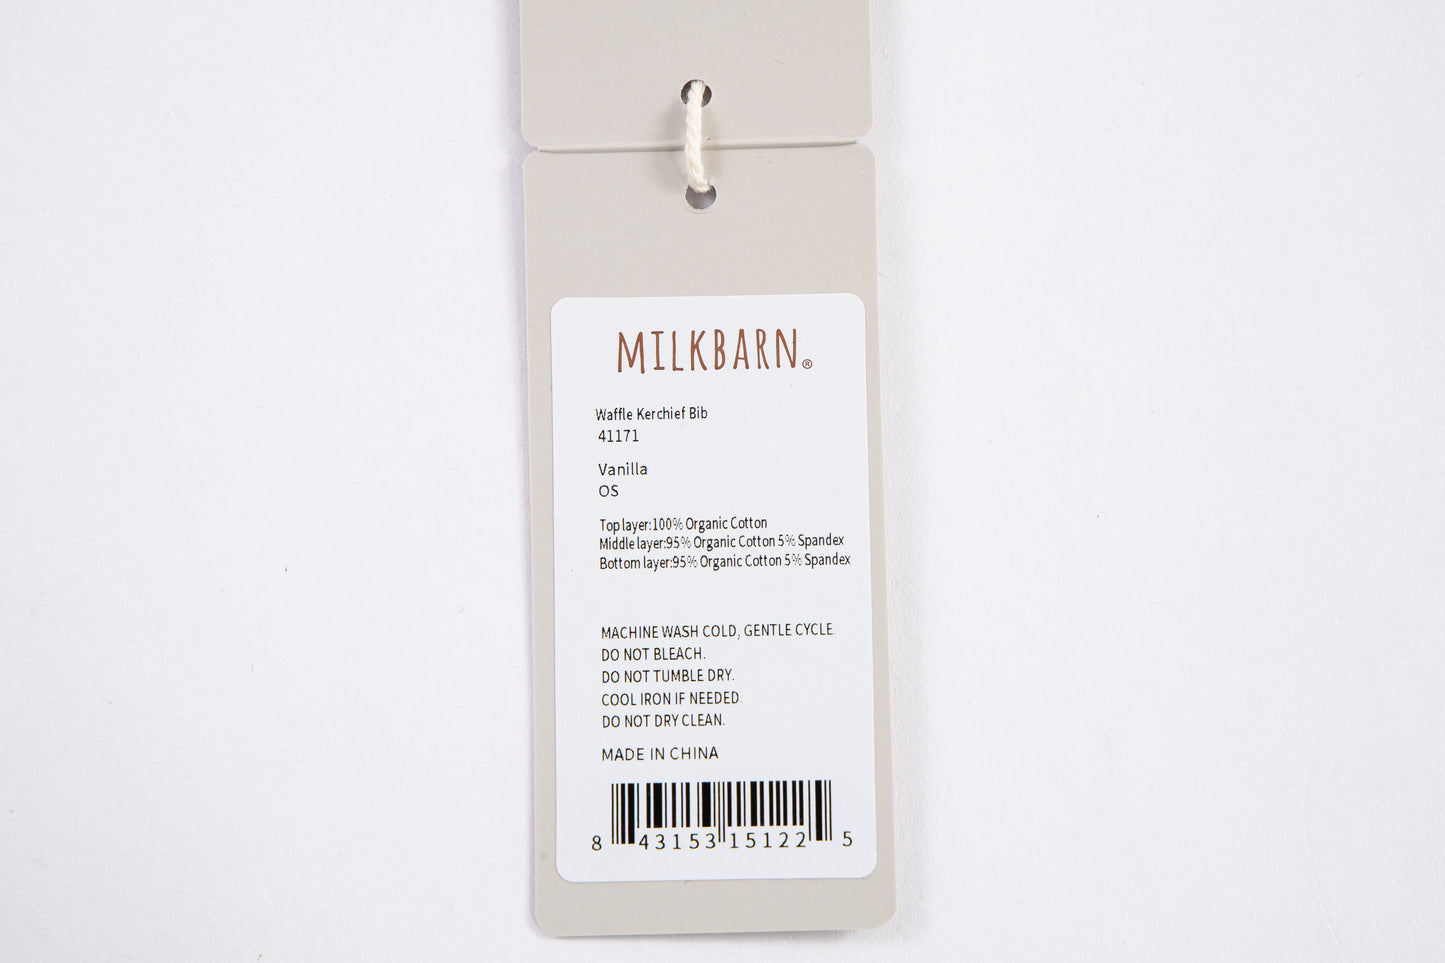 MILKBARN®
Waffle Kerchief Bib
41171
Vanilla
OS
Top layer:100% Organic Cotton
Middle layer:95% Organic Cotton 5% Spandex
Bottom layer:95% Organic Cotton 5% Spandex
MACHINE WASH COLD, GENTLE CYCLE.
DO NOT BLEACH.
DO NOT TUMBLE DRY.
COOL IRON IF NEEDED.
DO NOT DRY CLEAN.
MADE IN CHINA
8 43153 15122 5